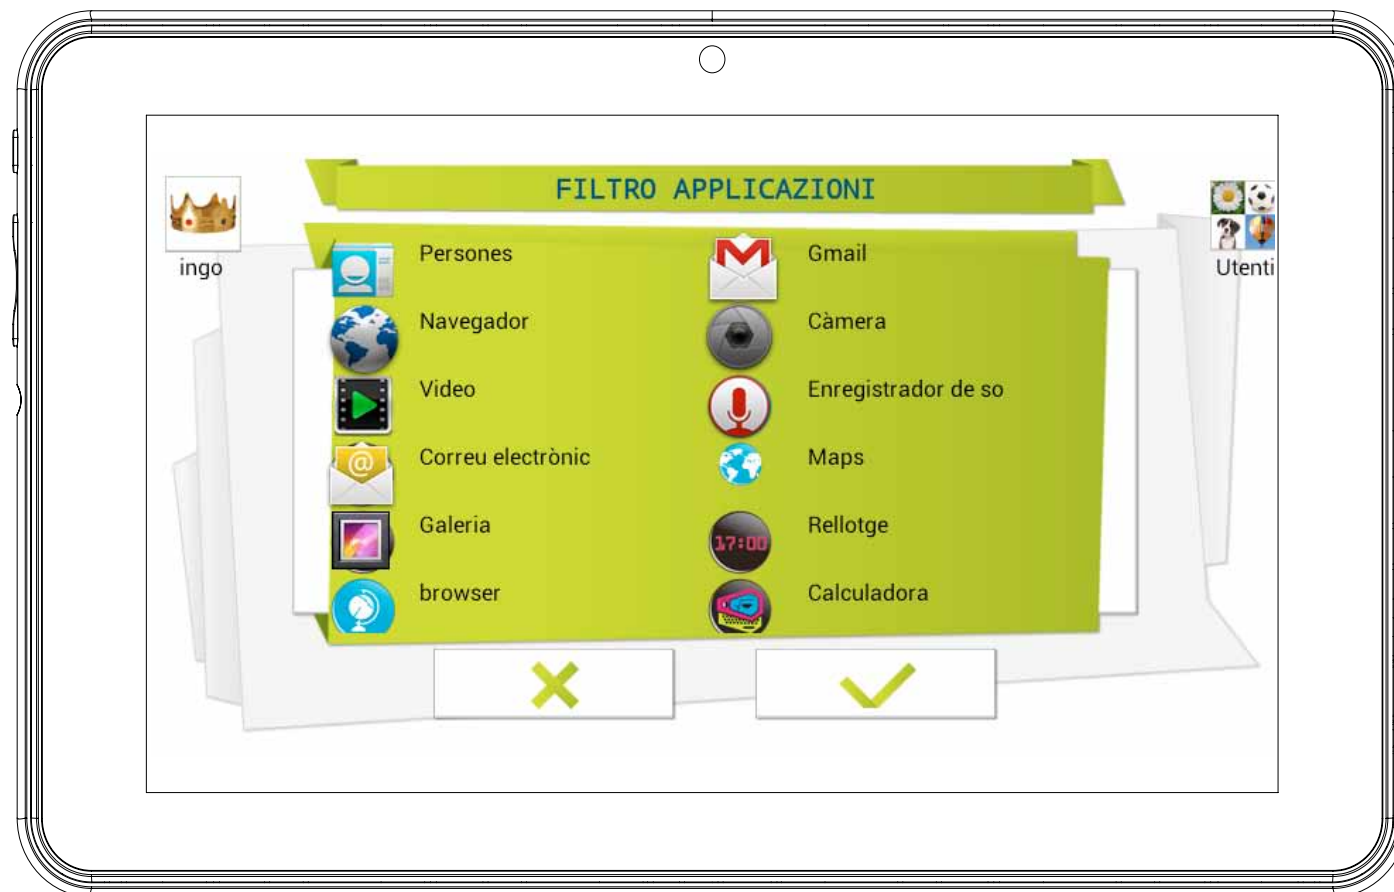 FILTRO APPLICAZIONI
ingo
Utenti
Persones
Gmail
Navegador
Càmera
Video
Enregistrador de so
Correu electrònic
Maps
Galeria
Rellotge
17:00
browser
Calculadora